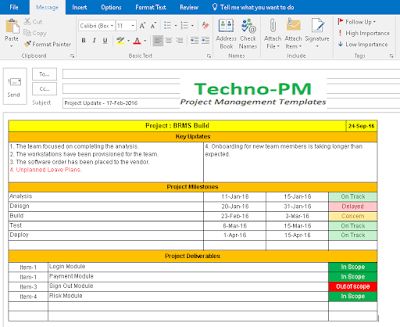 File Message Insert Options Format Text Review Tell me what you want to do
Cut
Copy
Paste
Format Painter
Clipboard
Calibri (Boc 11
B I U
Basic Text
Address Book
Check Names
Names
Attach File
Attach Item
Signature
Include
Follow Up
High Importance
Low Importance
Tags
Send
To...
Cc...
Subject
Project Update - 17-Feb-2016
Techno-PM
Project Management Templates
Project : BRMS Build 24-Sep-16
Key Updates
1. The team focused on completing the analysis.
2. The workstations have been provisioned for the team.
3. The software order has been placed to the vendor.
4. Unplanned Leave Plans.
4. Onboarding for new team members is taking longer than
expected.
Project Milestones
Analysis 11-Jan-16 15-Jan-16 On Track
Design 20-Jan-16 31-Jan-16 Delayed
Build 23-Feb-16 3-Mar-16 Concern
Test 6-Mar-16 15-Mar-16 On Track
Deploy 1-Apr-16 15-Apr-16 On Track
Project Deliverables
Item-1 Login Module In Scope
Item-1 Payment Module In Scope
Item-3 Sign Out Module Out of scope
Item-4 Risk Module In Scope